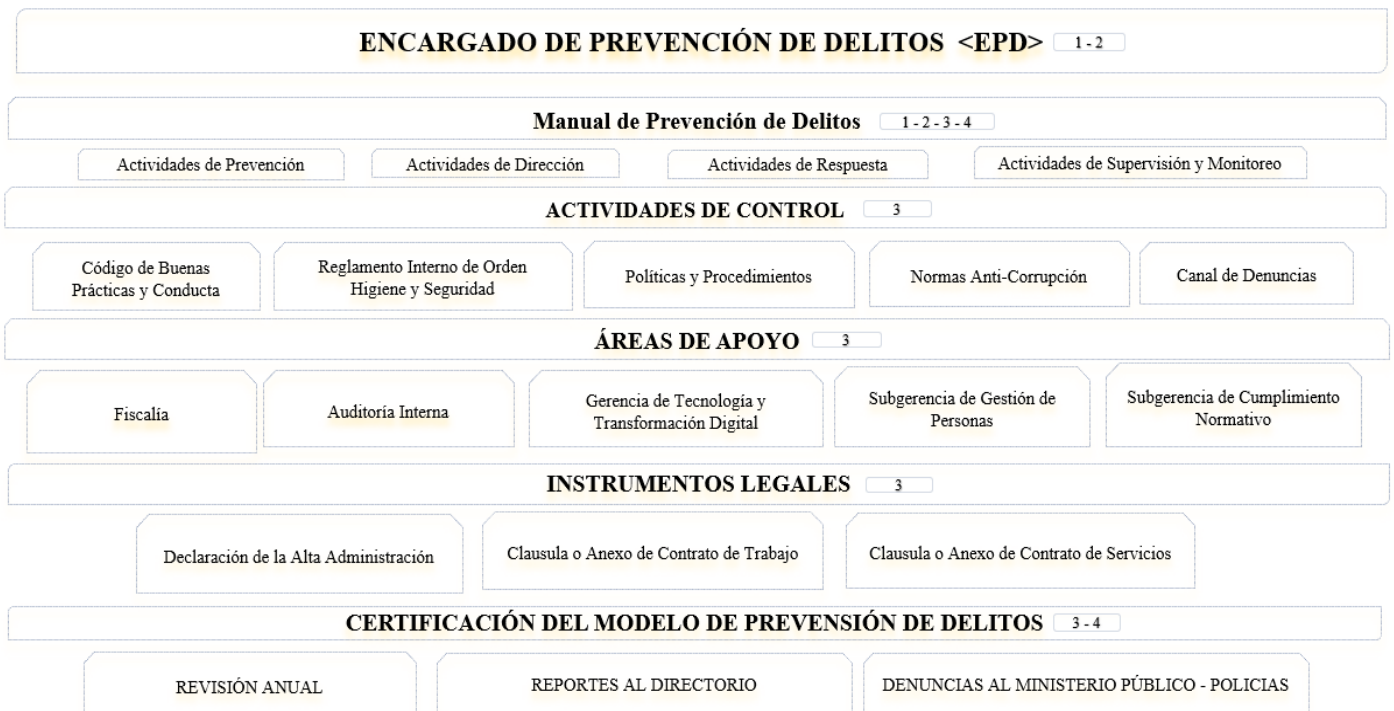 ENCARGADO DE PREVENCIÓN DE DELITOS <EPD> 1 - 2
Manual de Prevención de Delitos 1 - 2 - 3 - 4
Actividades de Prevención
Actividades de Dirección
Actividades de Respuesta
Actividades de Supervisión y Monitoreo
ACTIVIDADES DE CONTROL 3
Código de Buenas
Prácticas y Conducta
Reglamento Interno de Orden
Higiene y Seguridad
Políticas y Procedimientos
Normas Anti-Corrupción
Canal de Denuncias
ÁREAS DE APOYO 3
Fiscalía
Auditoría Interna
Gerencia de Tecnología y
Transformación Digital
Subgerencia de Gestión de
Personas
Subgerencia de Cumplimiento
Normativo
INSTRUMENTOS LEGALES 3
Declaración de la Alta Administración
Clausula o Anexo de Contrato de Trabajo
Clausula o Anexo de Contrato de Servicios
CERTIFICACIÓN DEL MODELO DE PREVENSIÓN DE DELITOS 3 - 4
REVISIÓN ANUAL
REPORTES AL DIRECTORIO
DENUNCIAS AL MINISTERIO PÚBLICO - POLICIAS